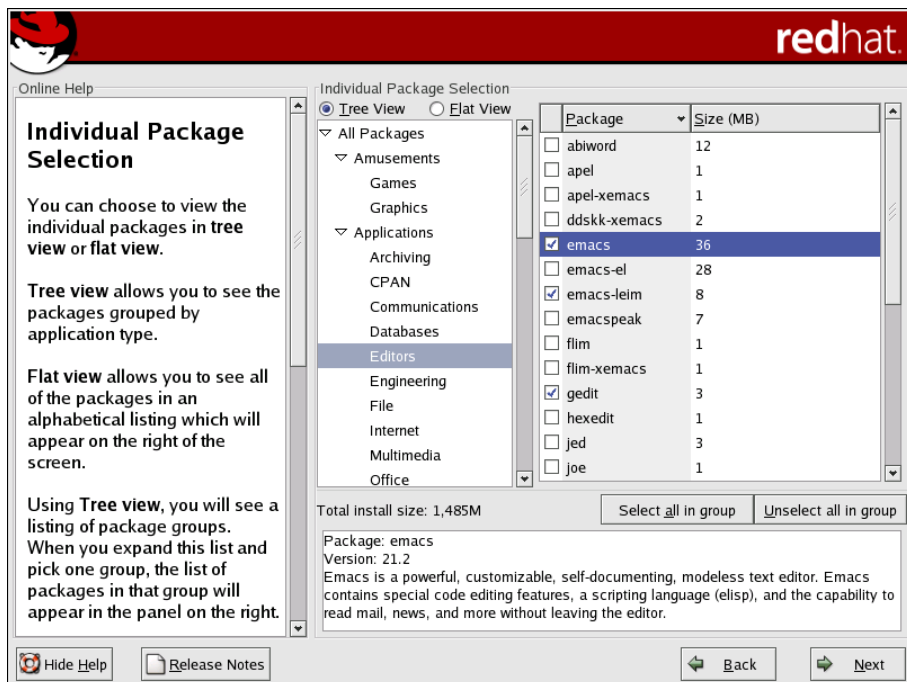 redhat.
Online Help
Individual Package
Selection
You can choose to view the
individual packages in tree
view or flat view.
Tree view allows you to see the
packages grouped by
application type.
Flat view allows you to see all
of the packages in an
alphabetical listing which will
appear on the right of the
screen.
Using Tree view, you will see a
listing of package groups.
When you expand this list and
pick one group, the list of
packages in that group will
appear in the panel on the right.
Individual Package Selection
Tree View Flat View
All Packages
Amusements
Games
Graphics
Applications
Archiving
CPAN
Communications
Databases
Editors
Engineering
File
Internet
Multimedia
Office
Package Size (MB)
abiword 12
apel 1
apel-xemacs 1
ddskk-xemacs 2
emacs 36
emacs-el 28
emacs-leim 8
emacspeak 7
flim 1
flim-xemacs 1
gedit 3
hexedit 1
jed 3
joe 1
Total install size: 1,485M
Select all in group Unselect all in group
Package: emacs
Version: 21.2
Emacs is a powerful, customizable, self-documenting, modeless text editor. Emacs
contains special code editing features, a scripting language (elisp), and the capability to
read mail, news, and more without leaving the editor.
Hide Help Release Notes Back Next